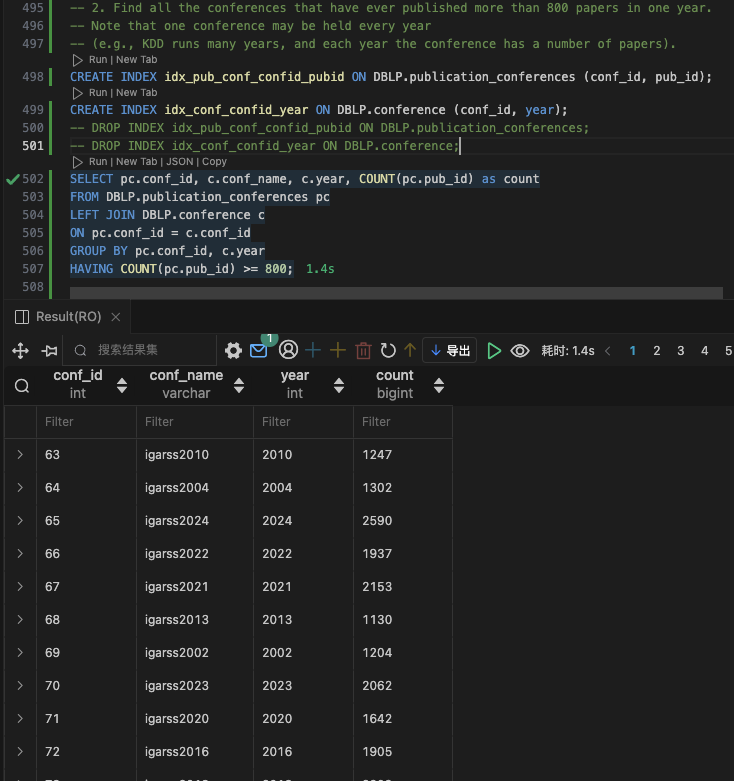 495 -- 2. Find all the conferences that have ever published more than 800 papers in one year.
496 -- Note that one conference may be held every year
497 -- (e.g., KDD runs many years, and each year the conference has a number of papers).
Run | New Tab
498 CREATE INDEX idx_pub_conf_confid_pubid ON DBLP.publication_conferences (conf_id, pub_id);
Run | New Tab
499 CREATE INDEX idx_conf_confid_year ON DBLP.conference (conf_id, year);
500 -- DROP INDEX idx_pub_conf_confid_pubid ON DBLP.publication_conferences;
501 -- DROP INDEX idx_conf_confid_year ON DBLP.conference;
Run | New Tab | JSON | Copy
502 SELECT pc.conf_id, c.conf_name, c.year, COUNT(pc.pub_id) as count
503 FROM DBLP.publication_conferences pc
504 LEFT JOIN DBLP.conference c
505 ON pc.conf_id = c.conf_id
506 GROUP BY pc.conf_id, c.year
507 HAVING COUNT(pc.pub_id) >= 800; 1.4s
508
Result(RO)
搜索结果集 1 导出 耗时: 1.4s 1 2 3 4 5
conf_id conf_name year count
int varchar int bigint
Filter Filter Filter Filter
63 igarss2010 2010 1247
64 igarss2004 2004 1302
65 igarss2024 2024 2590
66 igarss2022 2022 1937
67 igarss2021 2021 2153
68 igarss2013 2013 1130
69 igarss2002 2002 1204
70 igarss2023 2023 2062
71 igarss2020 2020 1642
72 igarss2016 2016 1905